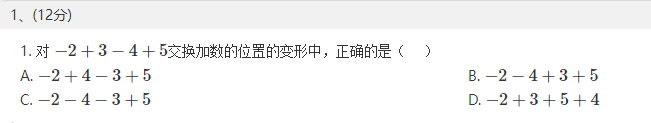 1、(12分)
1. 对 −2+3−4+5交换加数的位置的变形中，正确的是（　）
A. −2+4−3+5 B. −2−4+3+5
C. −2−4−3+5 D. −2+3+5+4